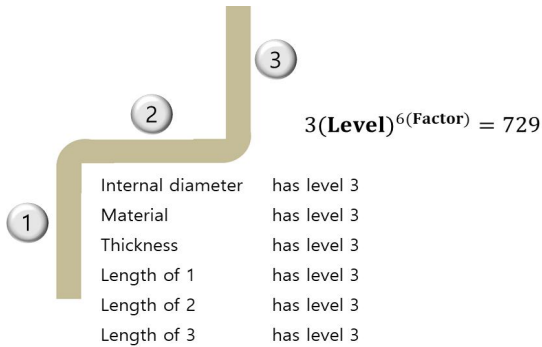 3
2
3(Level)^6(Factor) = 729
Internal diameter has level 3
1
Material has level 3
Thickness has level 3
Length of 1 has level 3
Length of 2 has level 3
Length of 3 has level 3